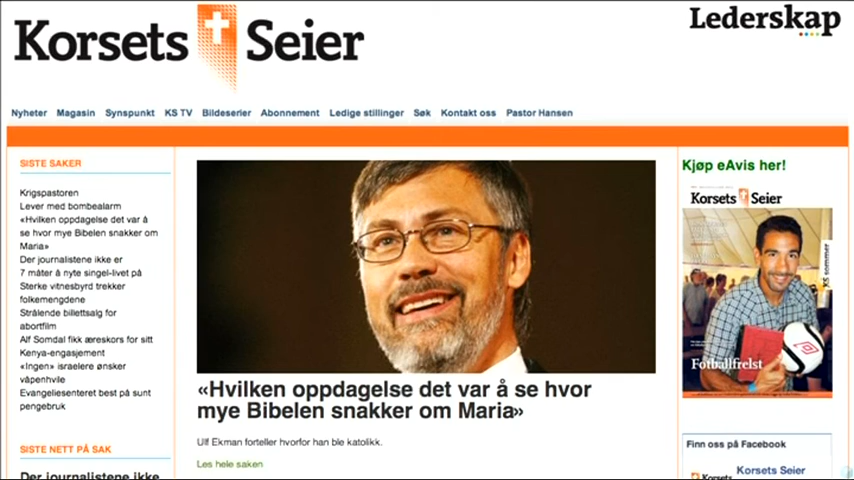 Korsets Seier
Lederskap
Nyheter Magasin Synspunkt KS TV Bildeserier Abonnement Ledige stillinger Søk Kontakt oss Pastor Hansen
SISTE SAKER
Krigspastoren
Lever med bombealarm
«Hvilken oppdagelse det var å
se hvor mye Bibelen snakker om
Maria»
Der journalistene ikke er
7 måter å nyte singel-livet på
Sterke vitnesbyrd trekker
folkemengdene
Strålende billettsalg for
abortfilm
Alf Somdal fikk æreskors for sitt
Kenya-engasjement
«Ingen» israelere ønsker
våpenhvile
Evangeliesenteret best på sunt
pengebruk
SISTE NETT PÅ SAK
Der journalistene ikke
«Hvilken oppdagelse det var å se hvor
mye Bibelen snakker om Maria»
Ulf Ekman forteller hvorfor han ble katolikk.
Les hele saken
Kjøp eAvis her!
Korsets Seier
KS sommer
Fotballfrelst
Finn oss på Facebook
Korsets Seier
Korsets Seier